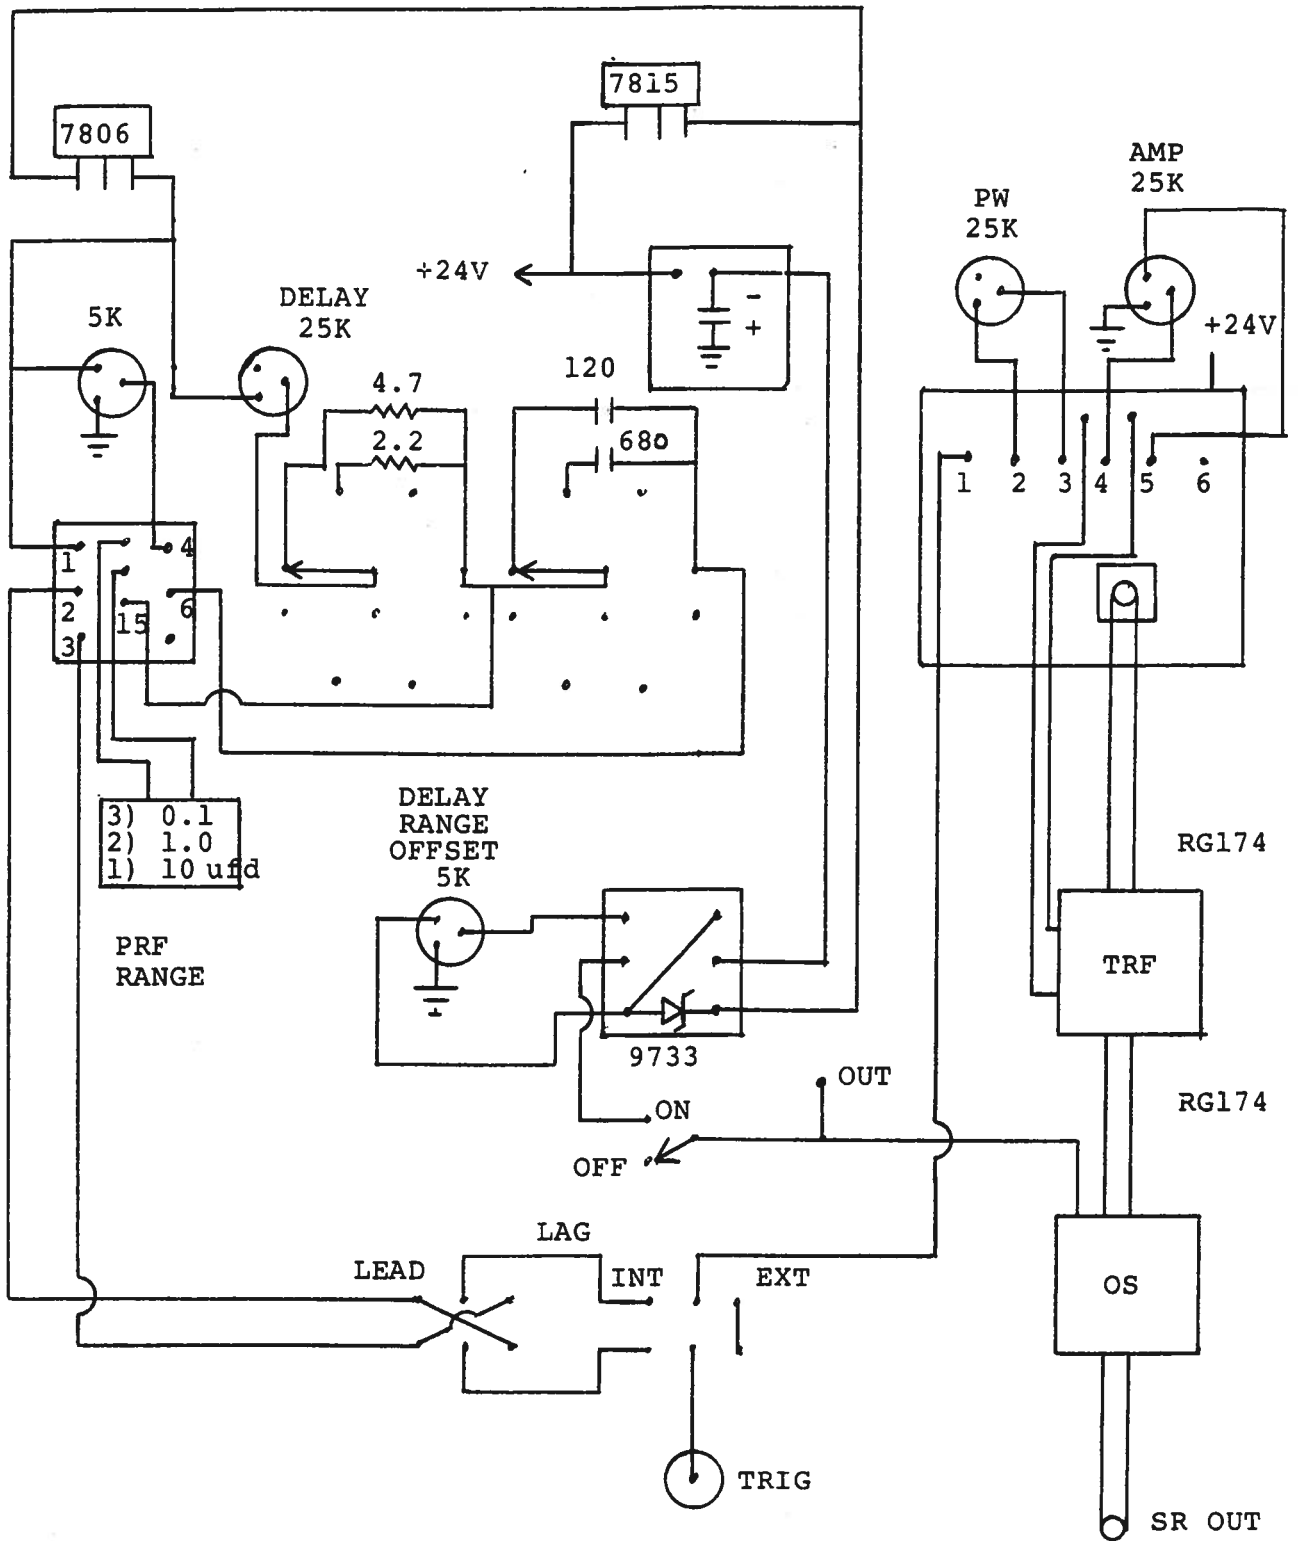 7815
7806
AMP
25K
PW
25K
+24V
DELAY
25K
5K
-
+
+24V
120
4.7
2.2
680
1
2
3
4
5
6
1
4
2
15
6
3
3) 0.1
2) 1.0
1) 10 ufd
DELAY
RANGE
OFFSET
5K
RG174
PRF
RANGE
TRF
9733
OUT
ON
RG174
OFF
LAG
LEAD
INT
EXT
OS
TRIG
SR OUT